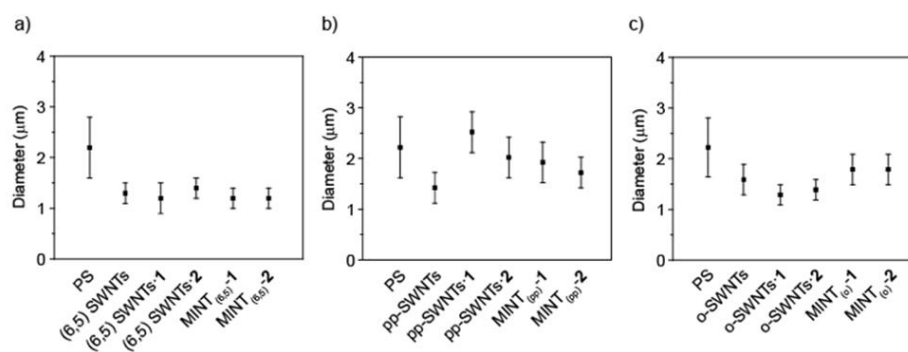 a)
4
3
2
1
0
Diameter (μm)
PS
(6,5) SWNTs
(6,5) SWNTs·1
(6,5) SWNTs·2
MINT (6,5)-1
MINT (6,5)-2
b)
4
3
2
1
0
Diameter (μm)
PS
pp-SWNTs
pp-SWNTs·1
pp-SWNTs·2
MINT (pp)-1
MINT (pp)-2
c)
4
3
2
1
0
Diameter (μm)
PS
o-SWNTs
o-SWNTs·1
o-SWNTs·2
MINT (o)-1
MINT (o)-2